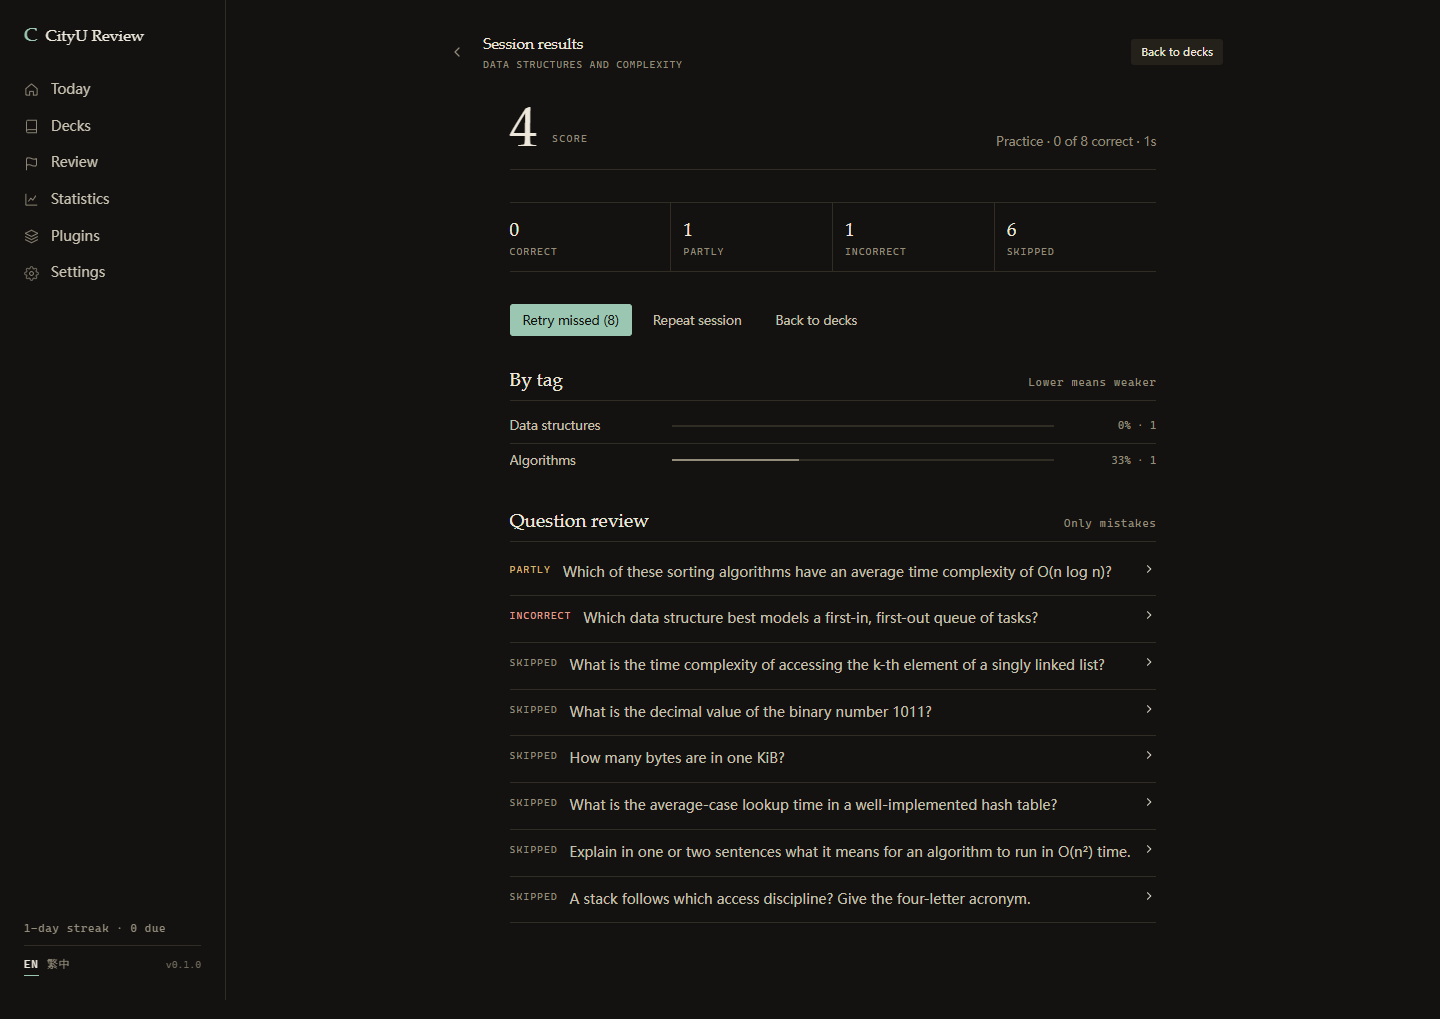 C CityU Review
Today
Decks
Review
Statistics
Plugins
Settings
1-day streak · 0 due
EN 繁中 v0.1.0
Session results
DATA STRUCTURES AND COMPLEXITY
Back to decks
4 SCORE
Practice · 0 of 8 correct · 1s
0
CORRECT
1
PARTLY
1
INCORRECT
6
SKIPPED
Retry missed (8) Repeat session Back to decks
By tag Lower means weaker
Data structures 0% · 1
Algorithms 33% · 1
Question review Only mistakes
PARTLY Which of these sorting algorithms have an average time complexity of O(n log n)?
INCORRECT Which data structure best models a first-in, first-out queue of tasks?
SKIPPED What is the time complexity of accessing the k-th element of a singly linked list?
SKIPPED What is the decimal value of the binary number 1011?
SKIPPED How many bytes are in one KiB?
SKIPPED What is the average-case lookup time in a well-implemented hash table?
SKIPPED Explain in one or two sentences what it means for an algorithm to run in O(n²) time.
SKIPPED A stack follows which access discipline? Give the four-letter acronym.